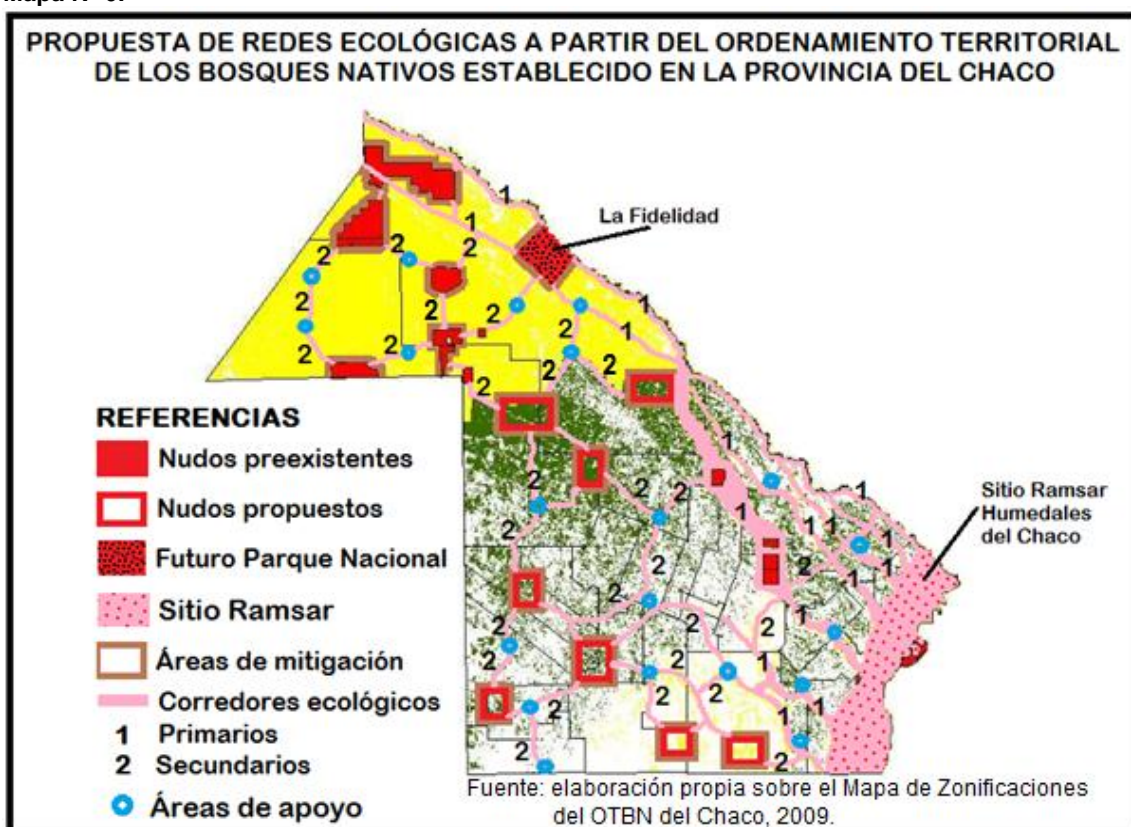 PROPUESTA DE REDES ECOLÓGICAS A PARTIR DEL ORDENAMIENTO TERRITORIAL
DE LOS BOSQUES NATIVOS ESTABLECIDO EN LA PROVINCIA DEL CHACO
La Fidelidad
Sitio Ramsar
Humedales
del Chaco
REFERENCIAS
Nudos preexistentes
Nudos propuestos
Futuro Parque Nacional
Sitio Ramsar
Áreas de mitigación
Corredores ecológicos
1 Primarios
2 Secundarios
Áreas de apoyo
Fuente: elaboración propia sobre el Mapa de Zonificaciones
del OTBN del Chaco, 2009.